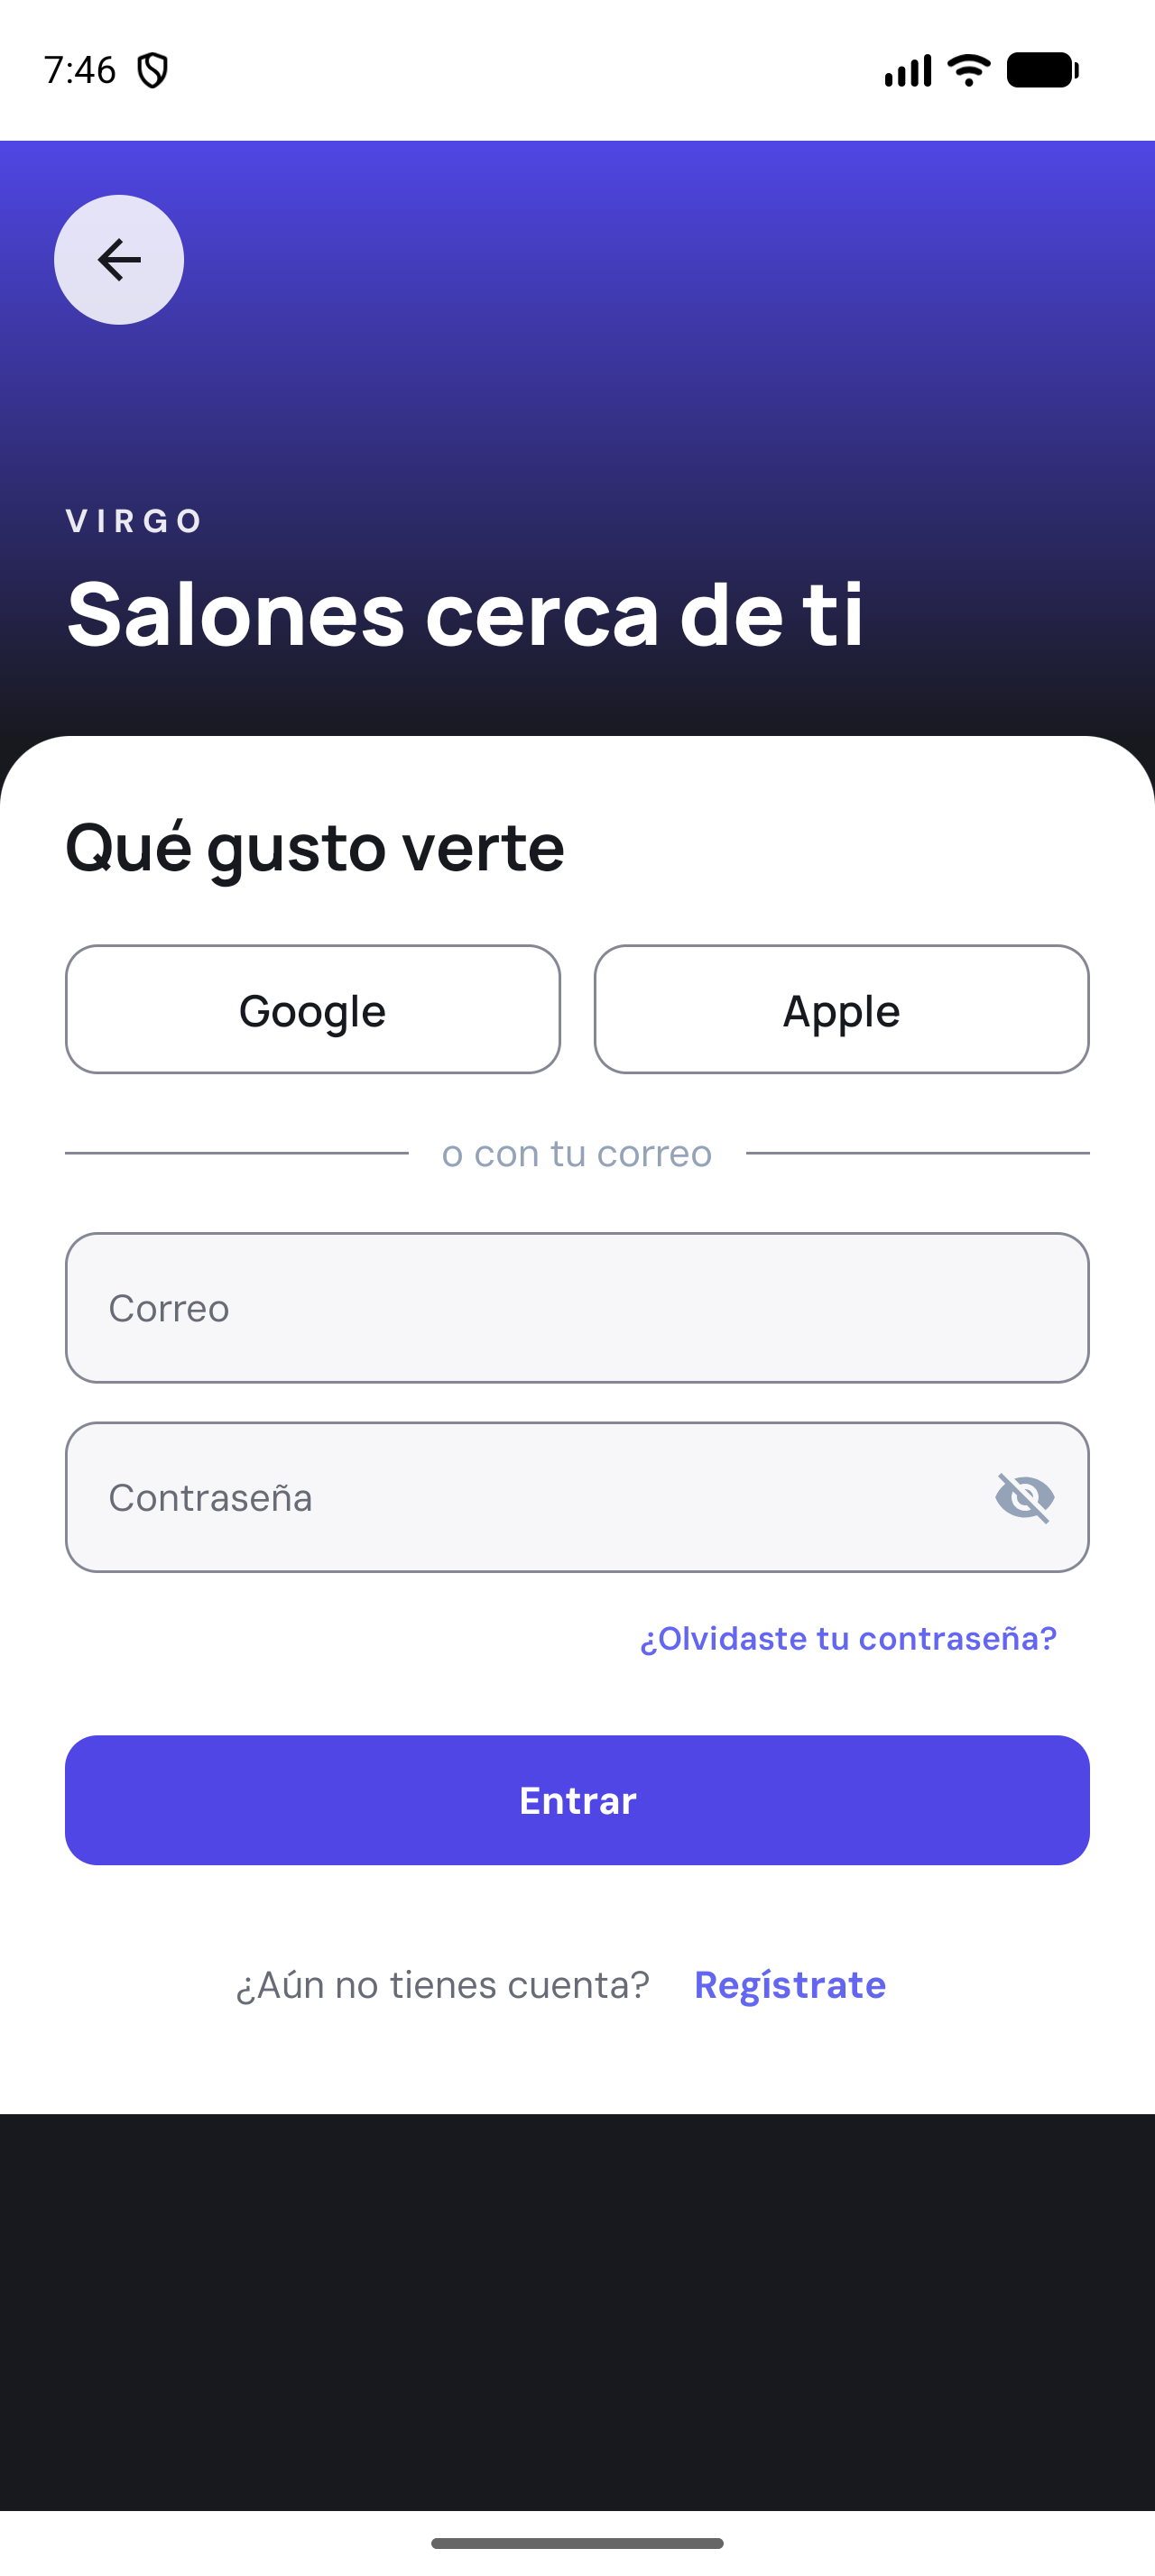 7:46
VIRGO
Salones cerca de ti
Qué gusto verte
Google
Apple
o con tu correo
Correo
Contraseña
¿Olvidaste tu contraseña?
Entrar
¿Aún no tienes cuenta? Regístrate